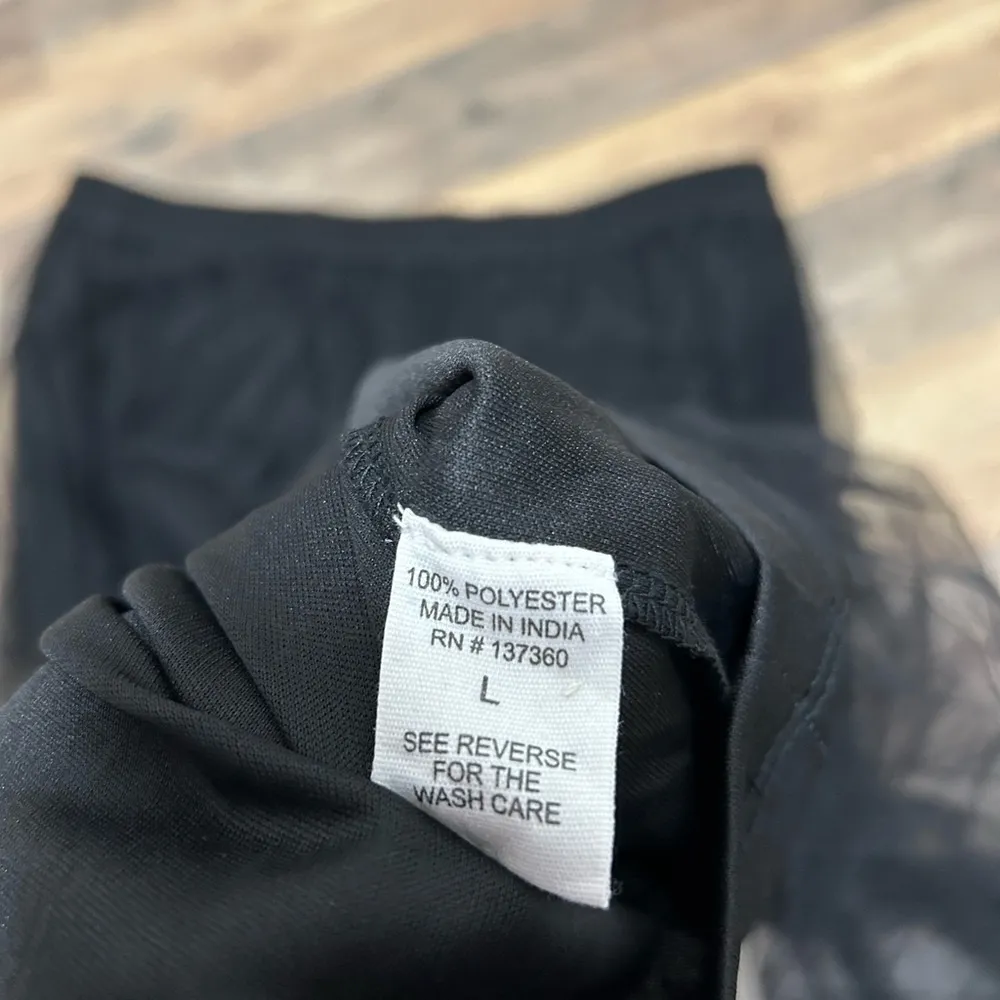 100% POLYESTER
MADE IN INDIA
RN # 137360
L
SEE REVERSE
FOR THE
WASH CARE